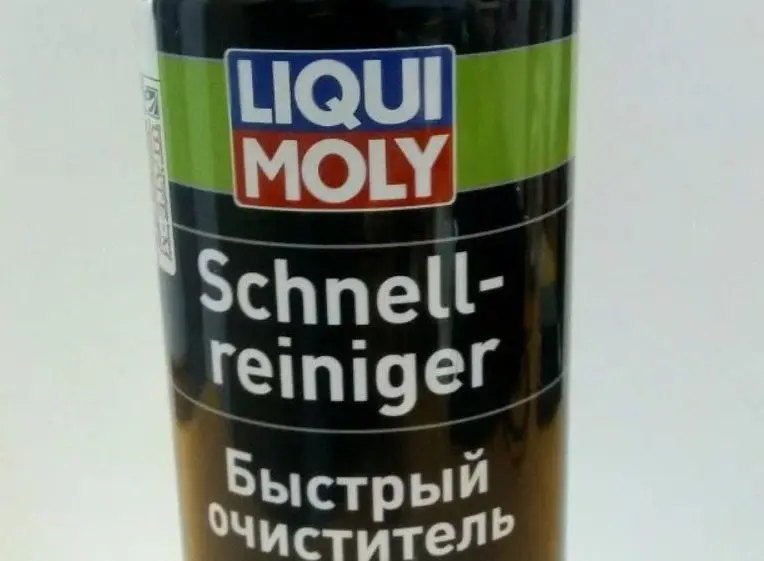 LIQUI
MOLY
Schnell-
reiniger
Быстрый
очиститель